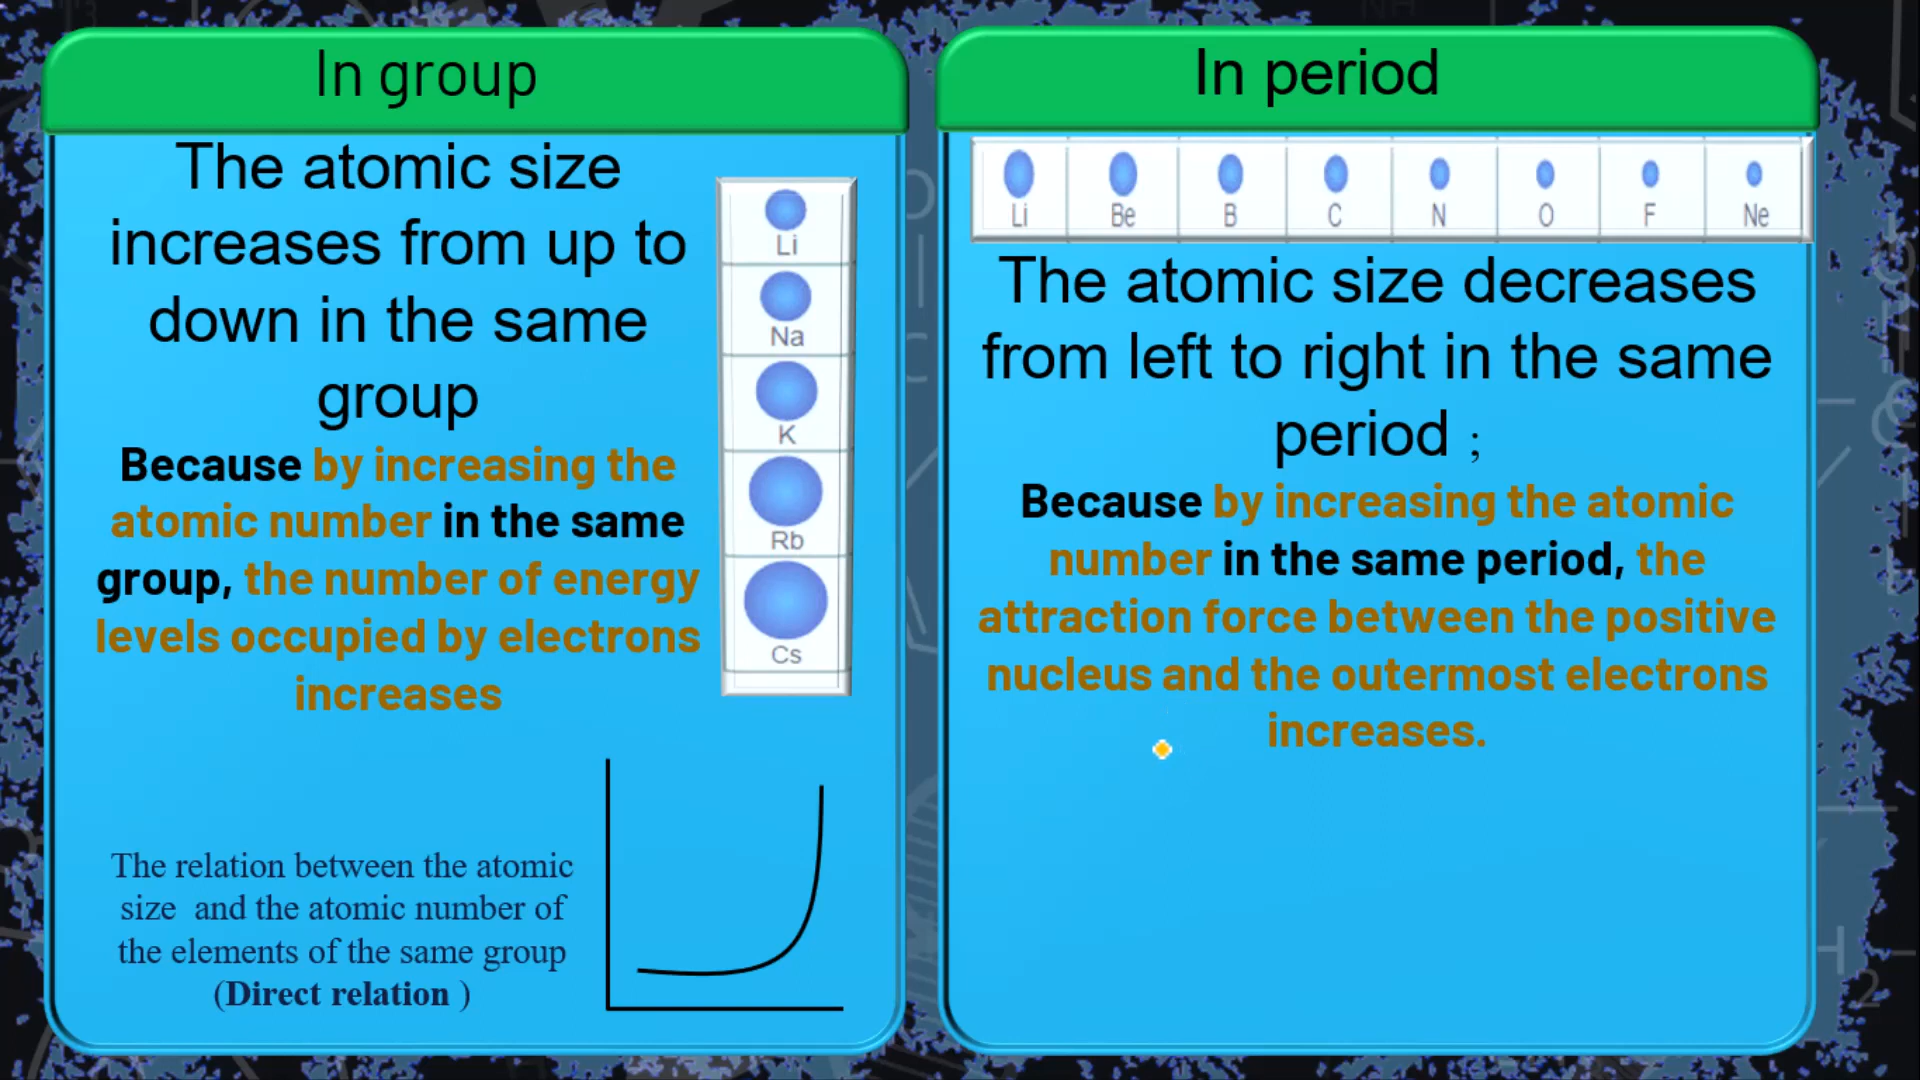 In group
The atomic size
increases from up to
down in the same
group
Because by increasing the
atomic number in the same
group, the number of energy
levels occupied by electrons
increases
Li
Na
K
Rb
Cs
The relation between the atomic
size and the atomic number of
the elements of the same group
(Direct relation )
In period
Li Be B C N O F Ne
The atomic size decreases
from left to right in the same
period ;
Because by increasing the atomic
number in the same period, the
attraction force between the positive
nucleus and the outermost electrons
increases.